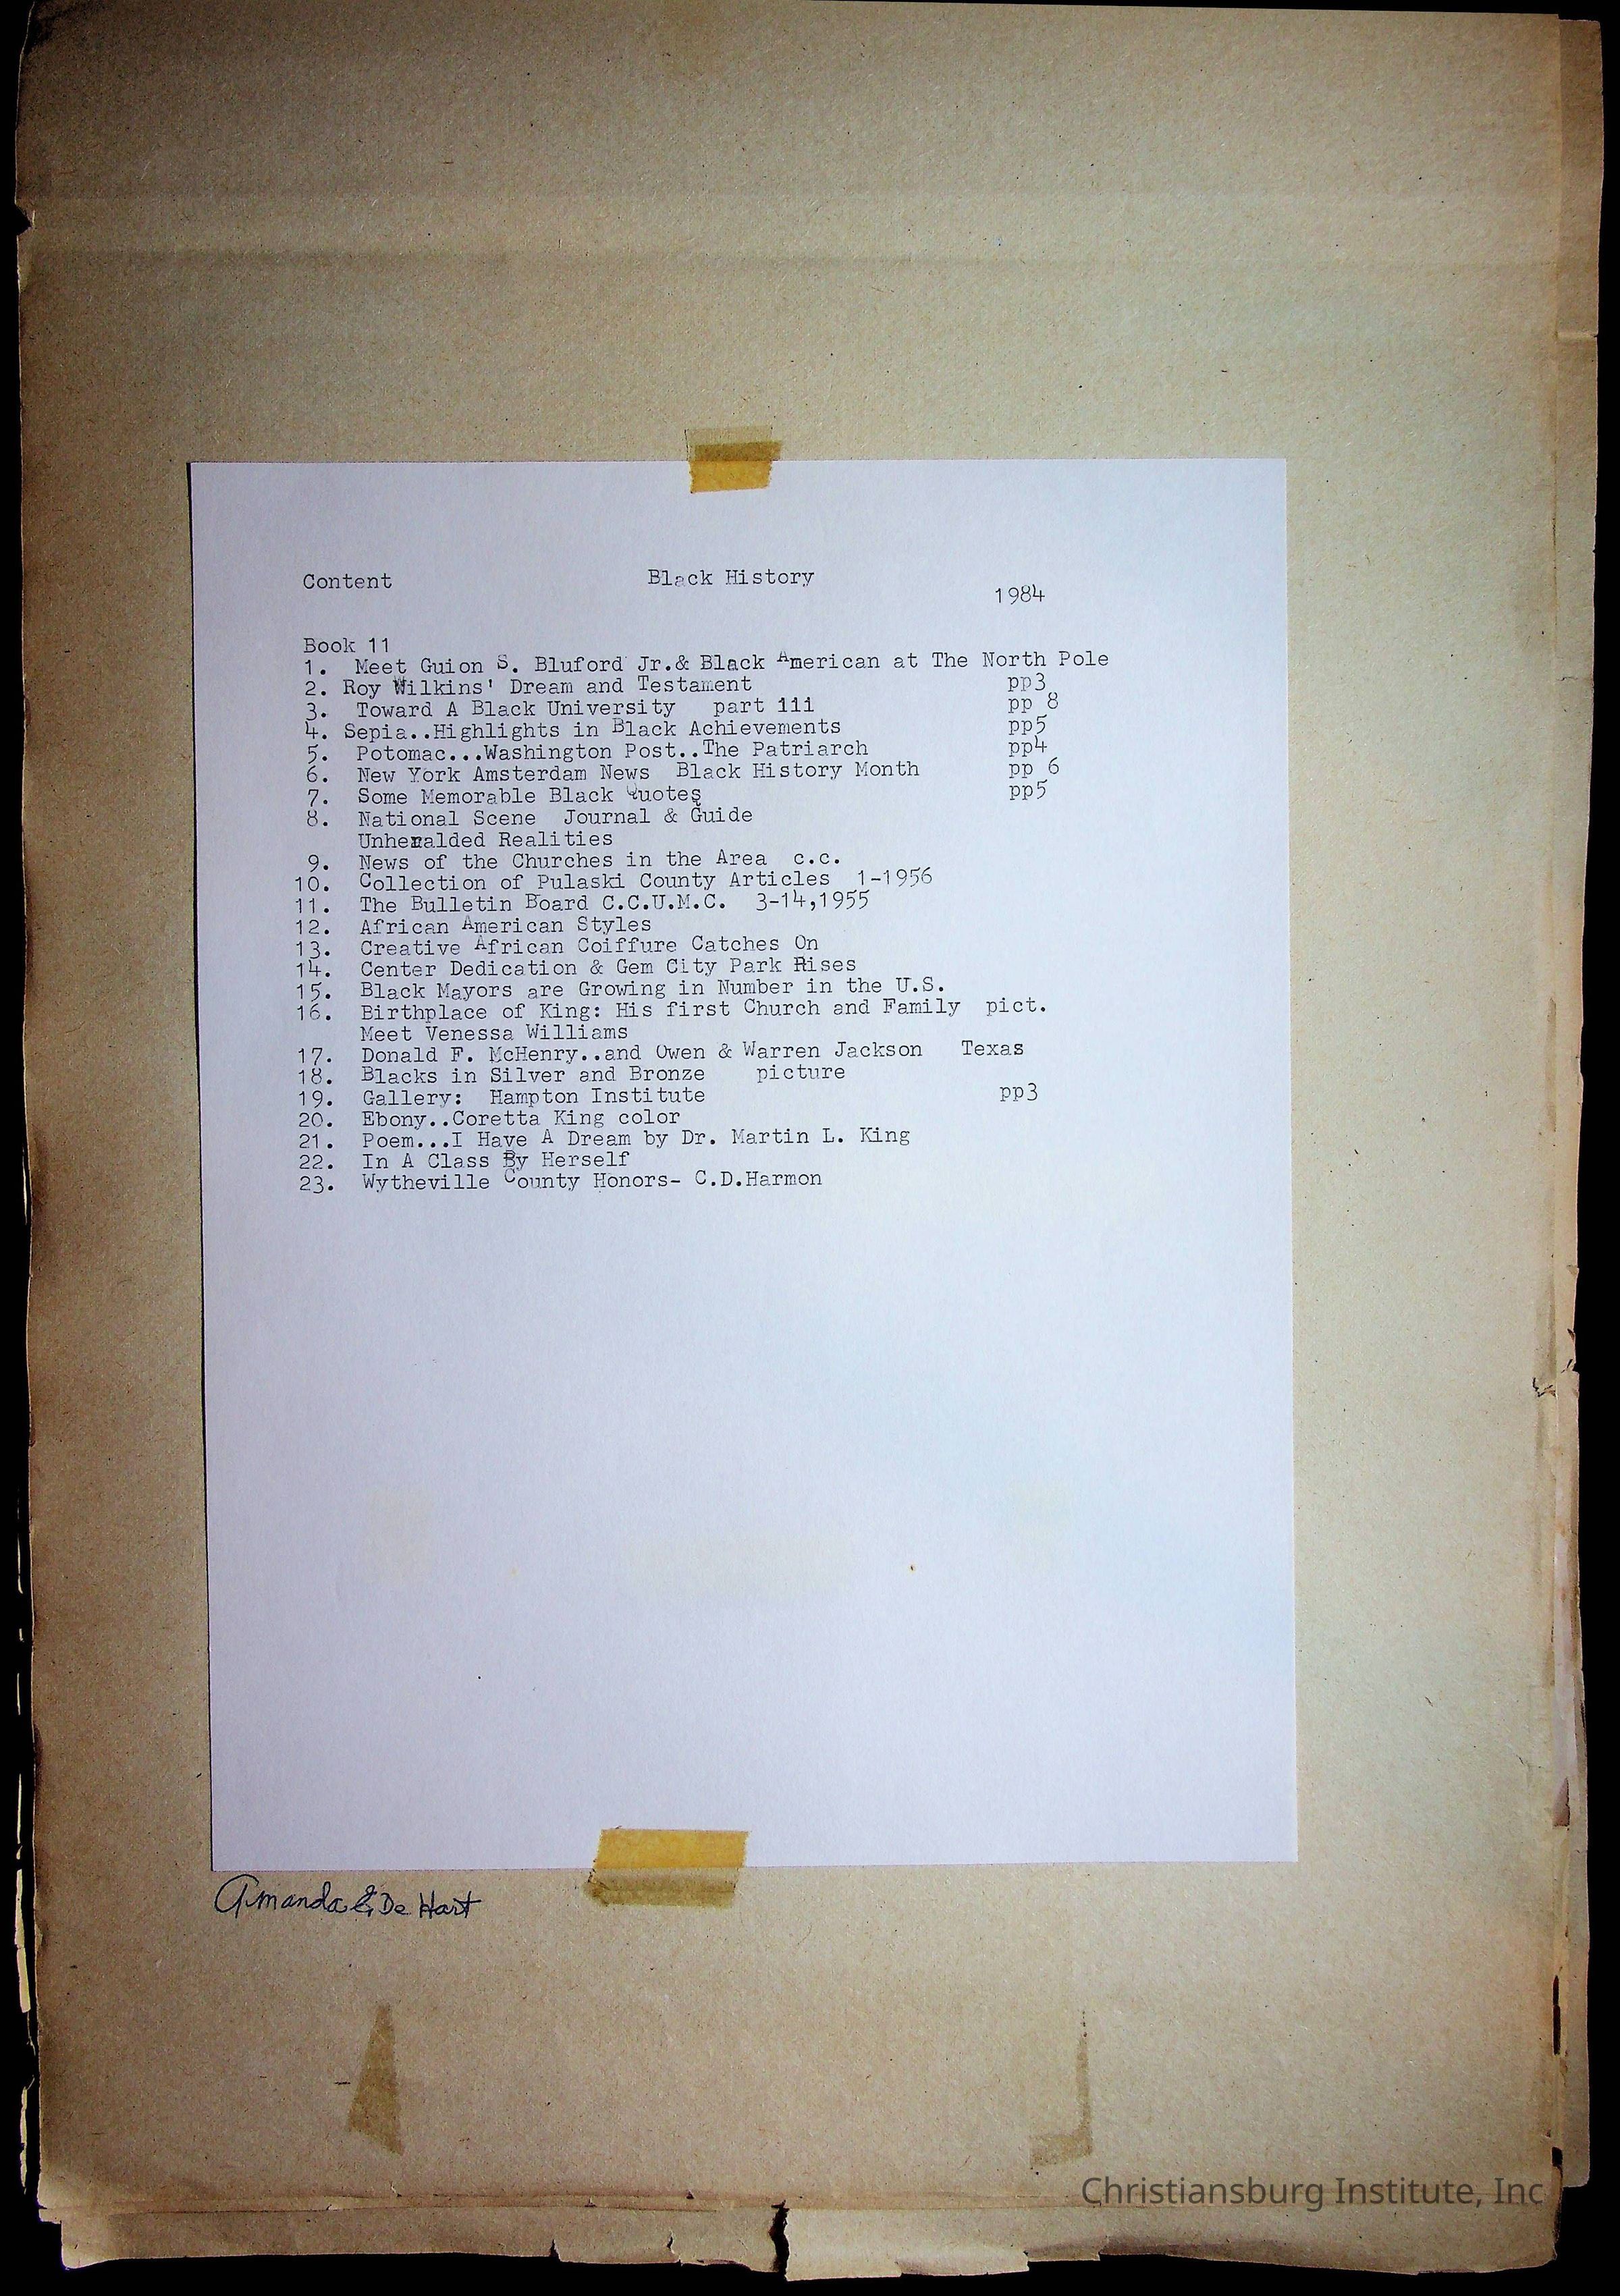 Content Black History
1984
Book 11
1. Meet Guion S. Bluford Jr.& Black American at The North Pole
2. Roy Wilkins' Dream and Testament pp3
3. Toward A Black University part 111 pp 8
4. Sepia..Highlights in Black Achievements pp5
5. Potomac...Washington Post..The Patriarch pp4
6. New York Amsterdam News Black History Month pp 6
7. Some Memorable Black Quotes pp5
8. National Scene Journal & Guide
Unheralded Realities
9. News of the Churches in the Area c.c.
10. Collection of Pulaski County Articles 1-1956
11. The Bulletin Board C.C.U.M.C. 3-14,1955
12. African American Styles
13. Creative African Coiffure Catches On
14. Center Dedication & Gem City Park Rises
15. Black Mayors are Growing in Number in the U.S.
16. Birthplace of King: His first Church and Family pict.
Meet Venessa Williams
17. Donald F. McHenry..and Owen & Warren Jackson Texas
18. Blacks in Silver and Bronze picture
19. Gallery: Hampton Institute pp3
20. Ebony..Coretta King color
21. Poem...I Have A Dream by Dr. Martin L. King
22. In A Class By Herself
23. Wytheville County Honors- C.D.Harmon
Amanda E. De Hart
Christiansburg Institute, Inc